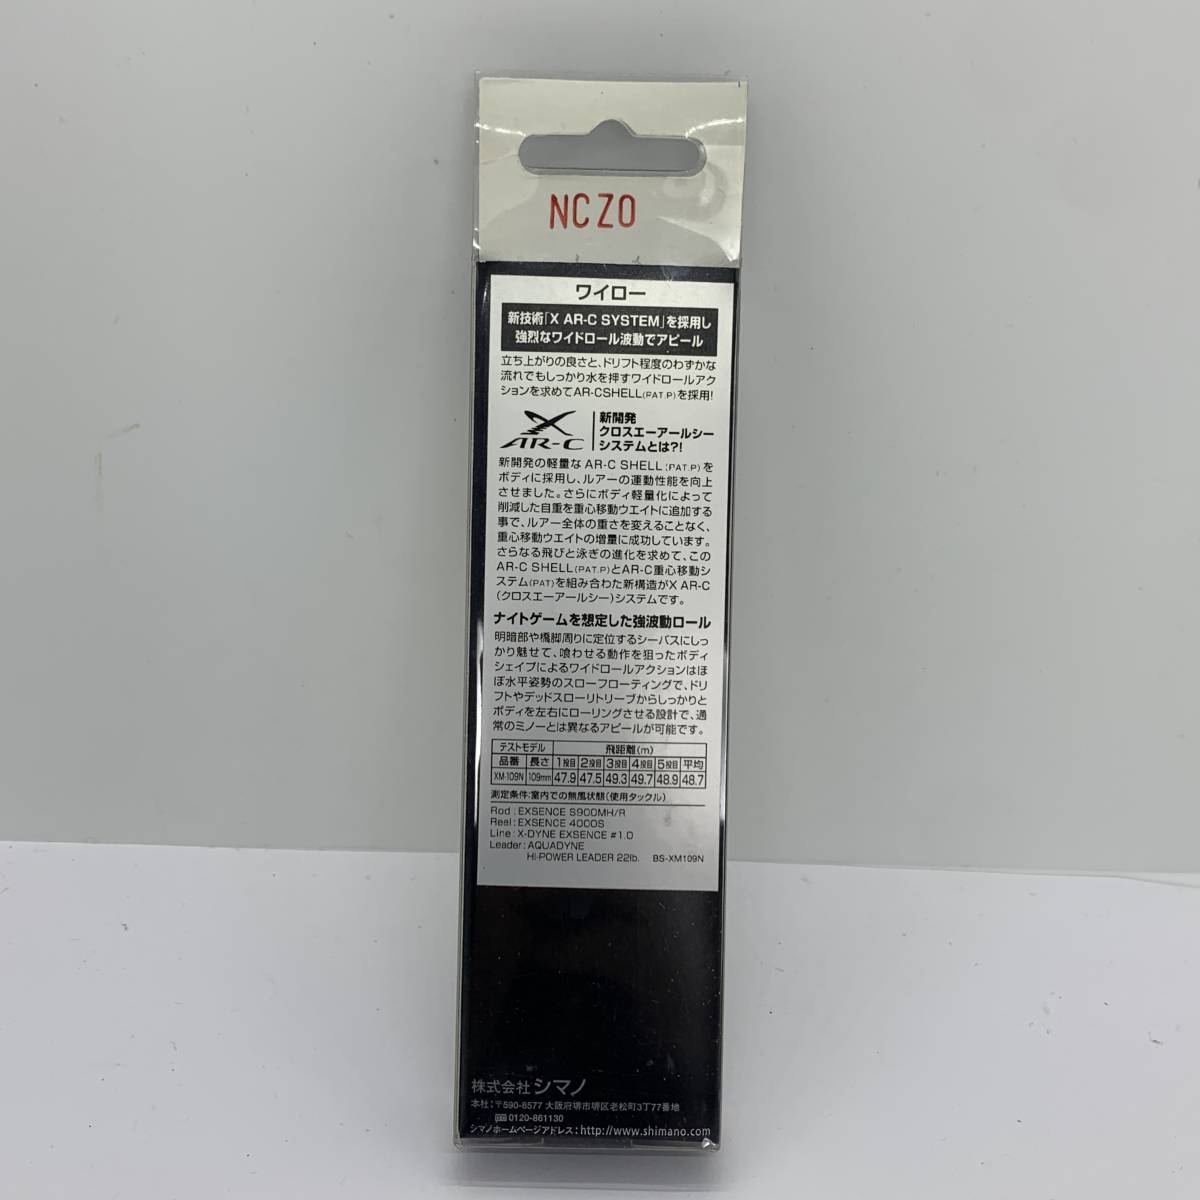 NCZO
ワイロー
新技術「X AR-C SYSTEM」を採用し
強烈なワイドロール波動でアピール
立ち上がりの良さと、ドリフト程度のわずかな
流れでもしっかり水を押すワイドロールアク
ションを求めてAR-CSHELL(PAT.P)を採用!
X AR-C
新開発
クロスエーアールシー
システムとは?!
新開発の軽量なAR-C SHELL(PAT.P)を
ボディに採用し、ルアーの運動性能を向上
させました。さらにボディ軽量化によって
削減した自重を重心移動ウエイトに追加する
事で、ルアー全体の重さを変えることなく、
重心移動ウエイトの増量に成功しています。
さらなる飛びと泳ぎの進化を求めて、この
AR-C SHELL(PAT.P)とAR-C重心移動シ
ステム(PAT)を組み合わた新構造がX AR-C
(クロスエーアールシー)システムです。
ナイトゲームを想定した強波動ロール
明暗部や橋脚周りに定位するシーバスにしっ
かり魅せて、喰わせる動作を狙ったボディ
シェイプによるワイドロールアクションはほ
ぼ水平姿勢のスローフローティングで、ドリ
フトやデッドスローリトリーブからしっかりと
ボディを左右にローリングさせる設計で、通
常のミノーとは異なるアピールが可能です。
テストモデル 飛距離(m)
品番 長さ 1投目 2投目 3投目 4投目 5投目 平均
XM-109N 109mm 47.9 47.5 49.3 49.7 48.9 48.7
測定条件:室内での無風状態(使用タックル)
Rod : EXSENCE S900MH/R
Reel : EXSENCE 4000S
Line : X-DYNE EXSENCE #1.0
Leader : AQUADYNE
HI-POWER LEADER 22lb. BS-XM109N
株式会社シマノ
本社:〒590-8577 大阪府堺市堺区老松町3丁77番地
0120-861130
シマノホームページアドレス:http://www.shimano.com